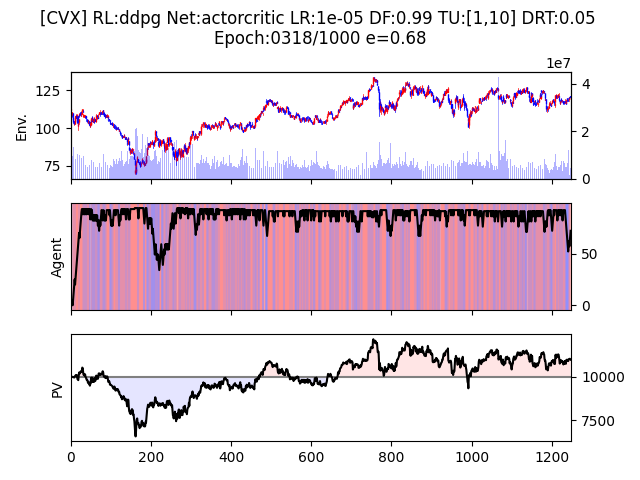 [CVX] RL:ddpg Net:actorcritic LR:1e-05 DF:0.99 TU:[1,10] DRT:0.05
Epoch:0318/1000 e=0.68
1e7
Env.
125
100
75
4
2
0
Agent
50
0
PV
10000
7500
0
200
400
600
800
1000
1200